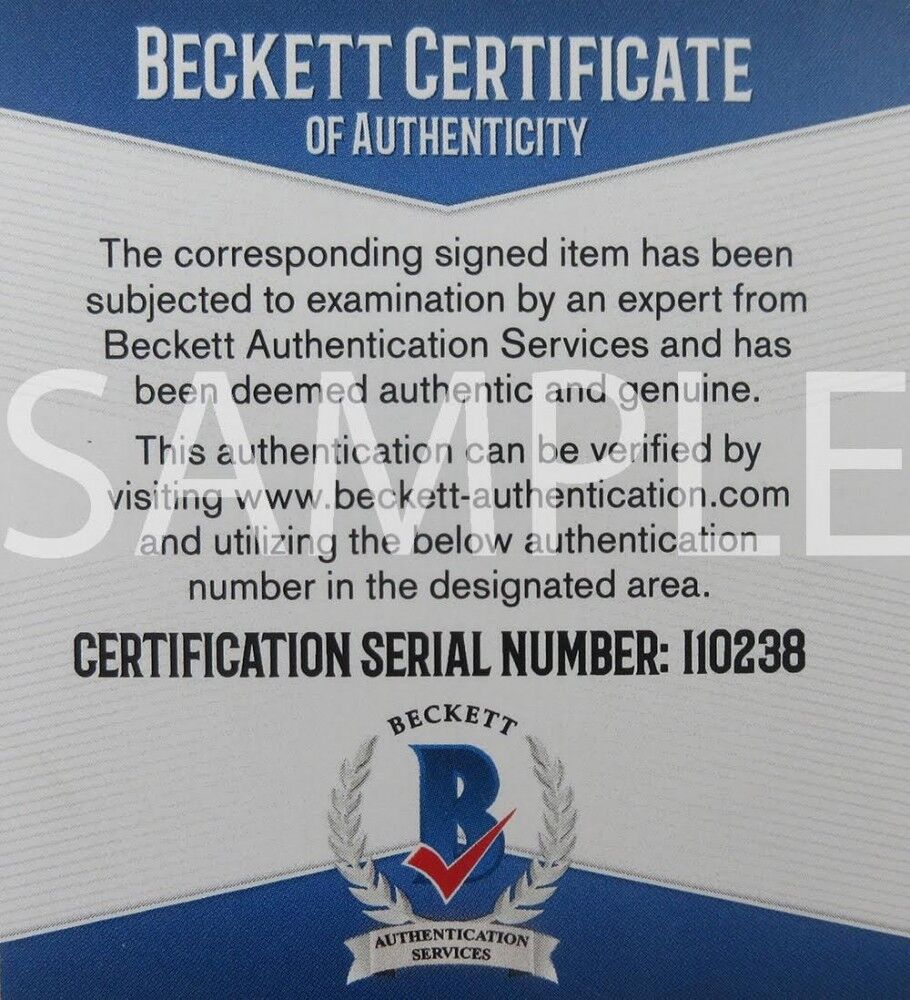 BECKETT CERTIFICATE
OF AUTHENTICITY
The corresponding signed item has been
subjected to examination by an expert from
Beckett Authentication Services and has
been deemed authentic and genuine.
SAMPLE
This authentication can be verified by
visiting www.beckett-authentication.com
and utilizing the below authentication
number in the designated area.
CERTIFICATION SERIAL NUMBER: I10238
BECKETT
B
AUTHENTICATION
SERVICES